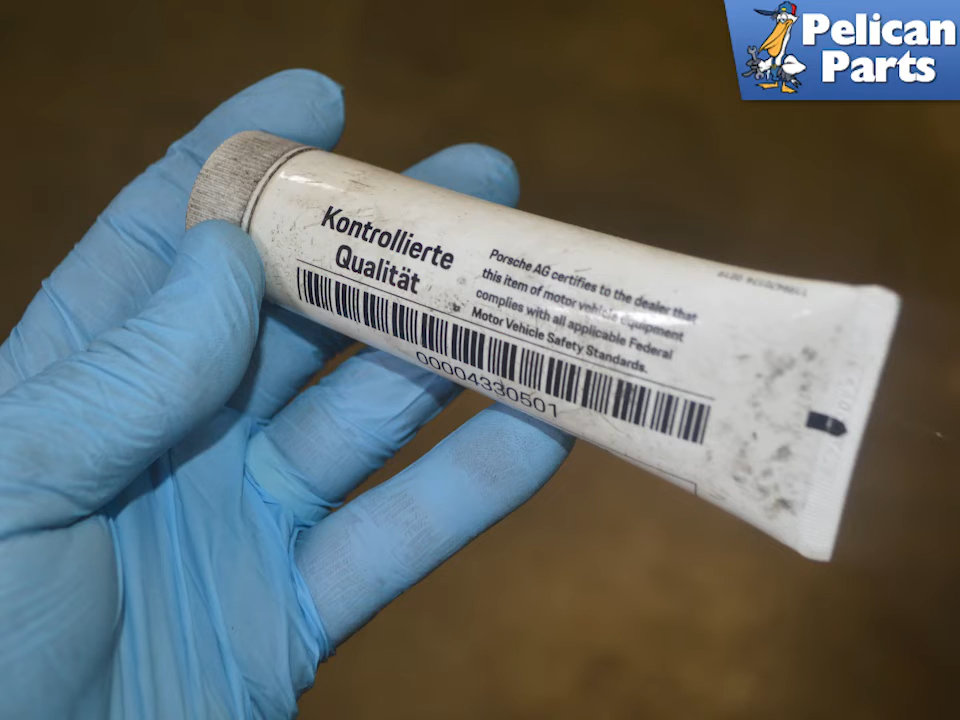 Pelican
Parts
Kontrollierte
Qualität
Porsche AG certifies to the dealer that
this item of motor vehicle equipment
complies with all applicable Federal
Motor Vehicle Safety Standards.
00004330501